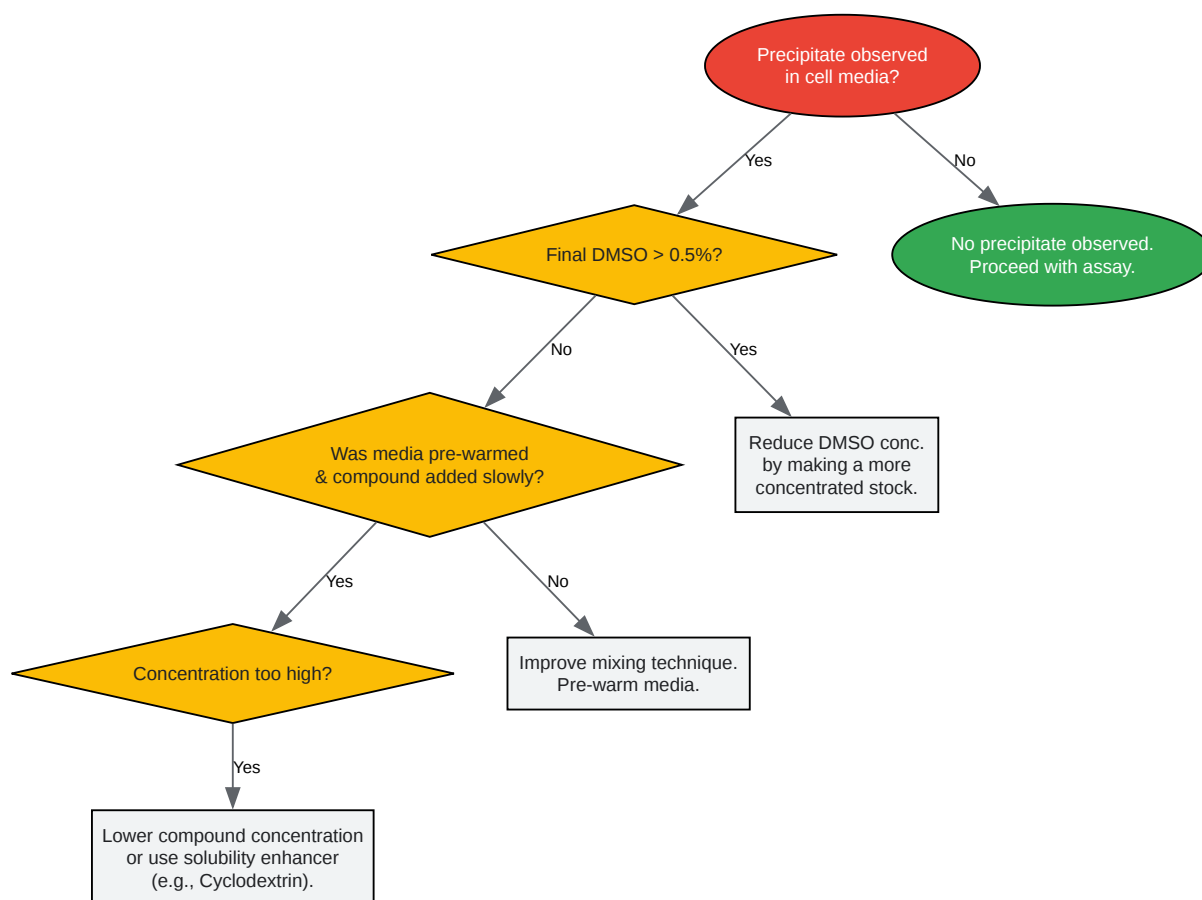 Precipitate observed
in cell media?
Yes
No
Final DMSO > 0.5%?
No precipitate observed.
Proceed with assay.
No
Yes
Was media pre-warmed
& compound added slowly?
Reduce DMSO conc.
by making a more
concentrated stock.
Yes
No
Concentration too high?
Improve mixing technique.
Pre-warm media.
Yes
Lower compound concentration
or use solubility enhancer
(e.g., Cyclodextrin).